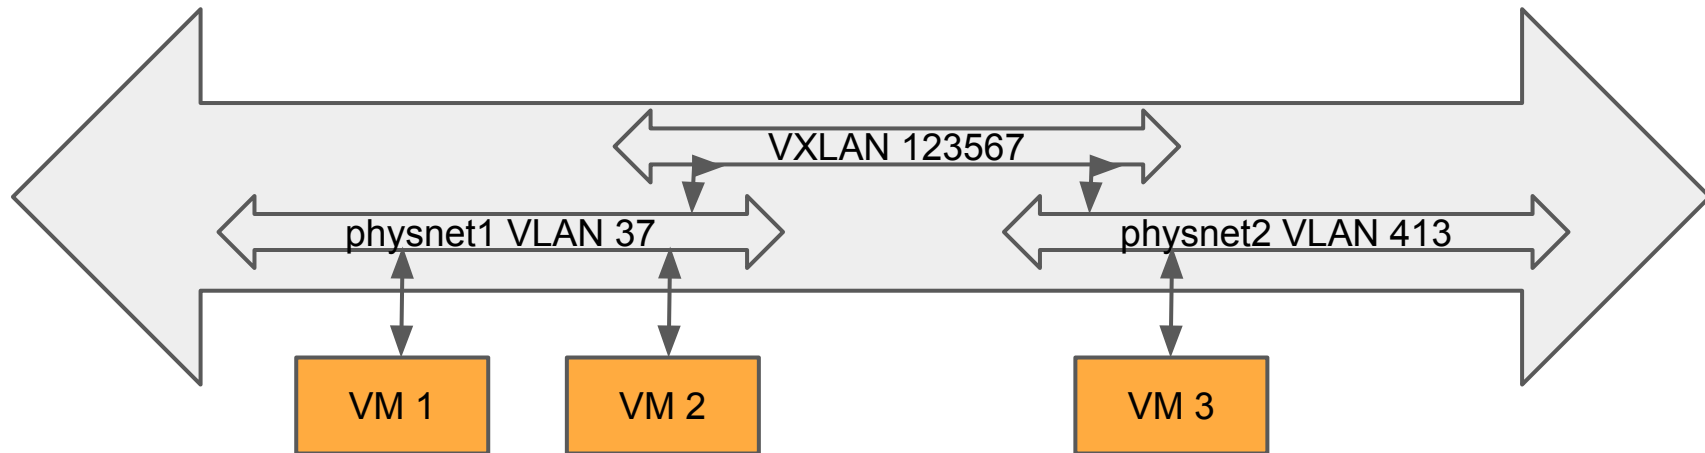 VXLAN 123567
physnet1 VLAN 37
physnet2 VLAN 413
VM 1
VM 2
VM 3